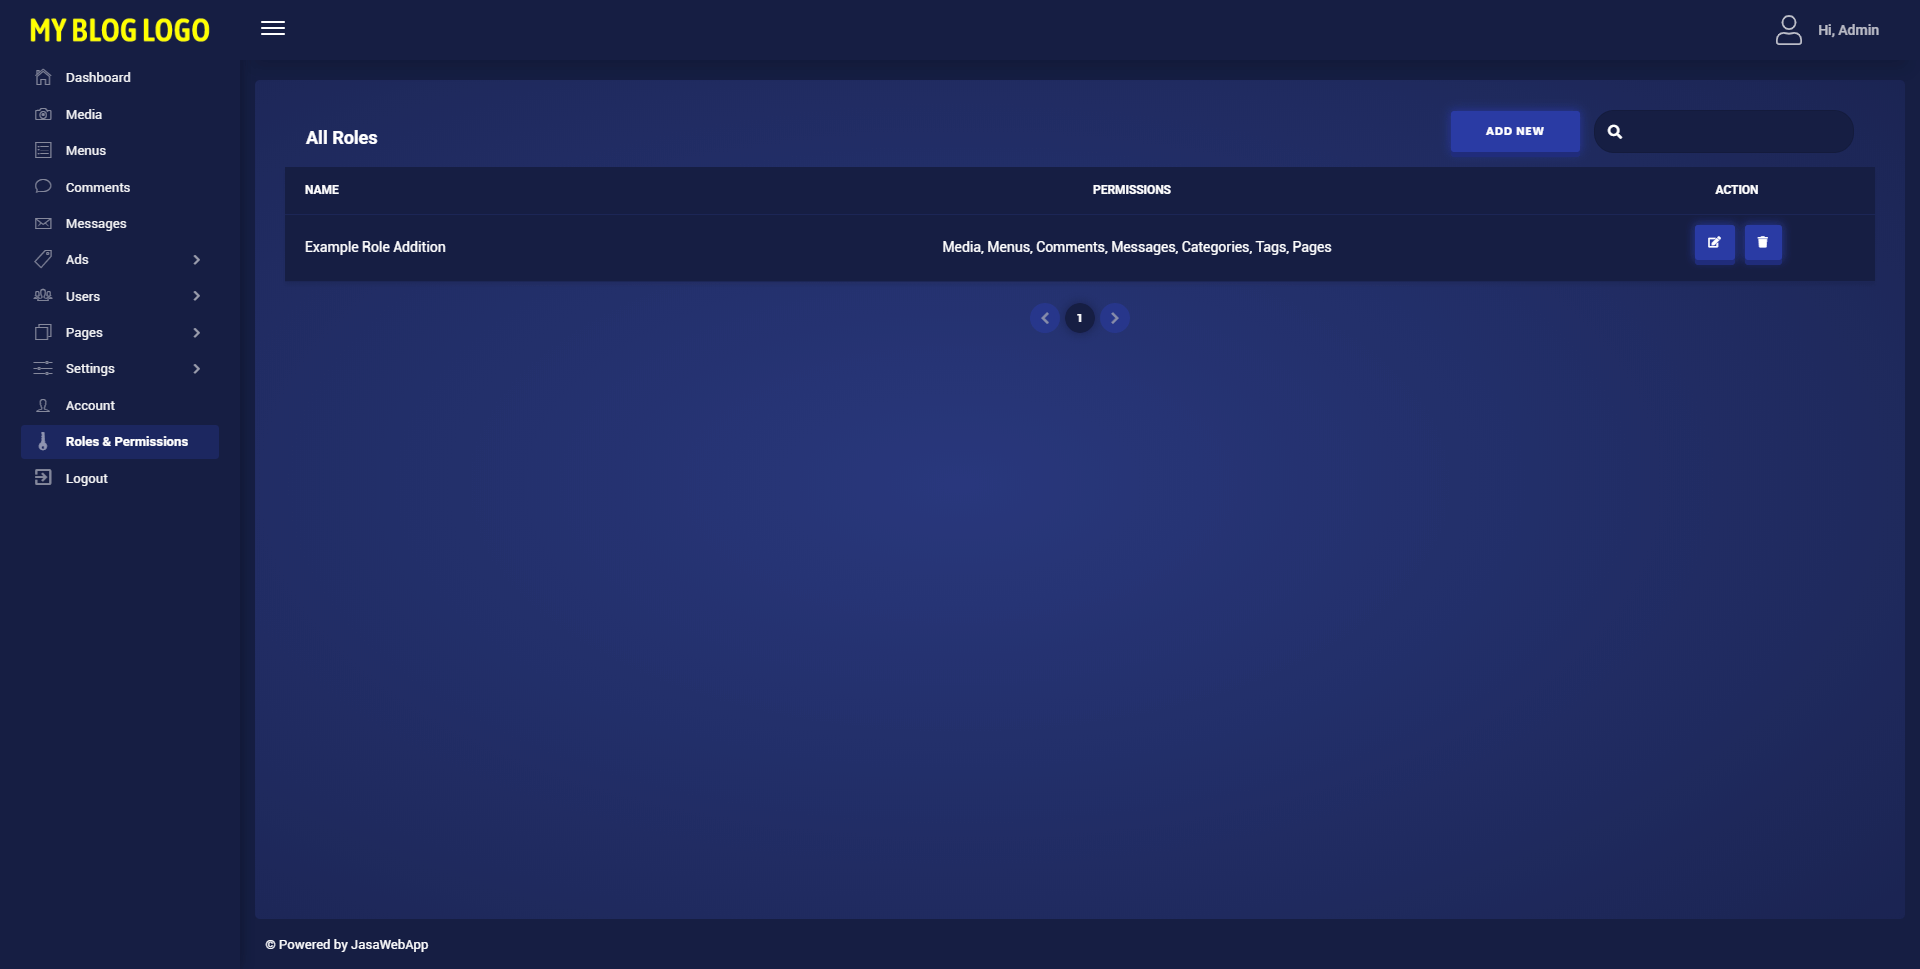 MY BLOG LOGO
Hi, Admin
Dashboard
Media
Menus
Comments
Messages
Ads
Users
Pages
Settings
Account
Roles & Permissions
Logout
All Roles
ADD NEW
NAME PERMISSIONS ACTION
Example Role Addition Media, Menus, Comments, Messages, Categories, Tags, Pages
1
© Powered by JasaWebApp